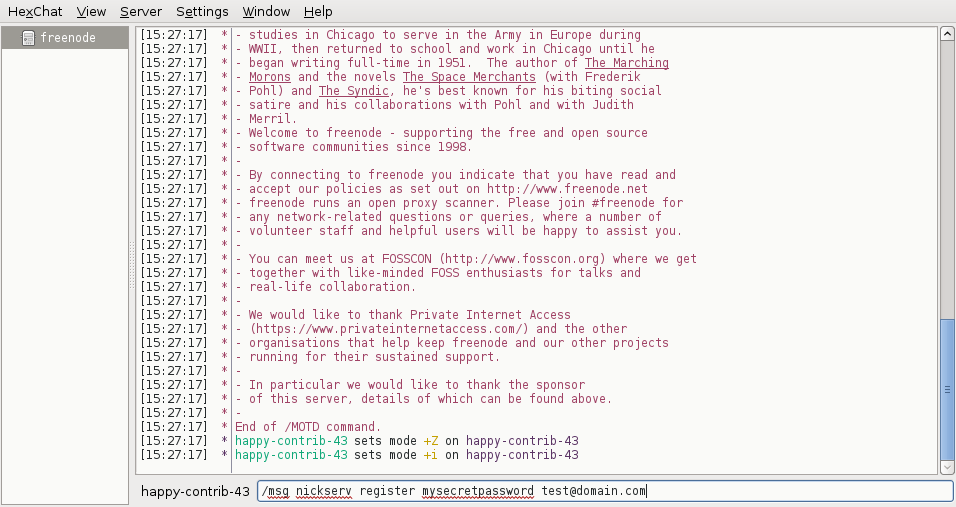 HexChat View Server Settings Window Help
freenode
[15:27:17] * - studies in Chicago to serve in the Army in Europe during
[15:27:17] * - WWII, then returned to school and work in Chicago until he
[15:27:17] * - began writing full-time in 1951. The author of The Marching
[15:27:17] * - Morons and the novels The Space Merchants (with Frederik
[15:27:17] * - Pohl) and The Syndic, he's best known for his biting social
[15:27:17] * - satire and his collaborations with Pohl and with Judith
[15:27:17] * - Merril.
[15:27:17] * - Welcome to freenode - supporting the free and open source
[15:27:17] * - software communities since 1998.
[15:27:17] * -
[15:27:17] * - By connecting to freenode you indicate that you have read and
[15:27:17] * - accept our policies as set out on http://www.freenode.net
[15:27:17] * - freenode runs an open proxy scanner. Please join #freenode for
[15:27:17] * - any network-related questions or queries, where a number of
[15:27:17] * - volunteer staff and helpful users will be happy to assist you.
[15:27:17] * -
[15:27:17] * - You can meet us at FOSSCON (http://www.fosscon.org) where we get
[15:27:17] * - together with like-minded FOSS enthusiasts for talks and
[15:27:17] * - real-life collaboration.
[15:27:17] * -
[15:27:17] * - We would like to thank Private Internet Access
[15:27:17] * - (https://www.privateinternetaccess.com/) and the other
[15:27:17] * - organisations that help keep freenode and our other projects
[15:27:17] * - running for their sustained support.
[15:27:17] * -
[15:27:17] * - In particular we would like to thank the sponsor
[15:27:17] * - of this server, details of which can be found above.
[15:27:17] * -
[15:27:17] * End of /MOTD command.
[15:27:17] * happy-contrib-43 sets mode +Z on happy-contrib-43
[15:27:17] * happy-contrib-43 sets mode +i on happy-contrib-43
happy-contrib-43 /msg nickserv register mysecretpassword test@domain.com